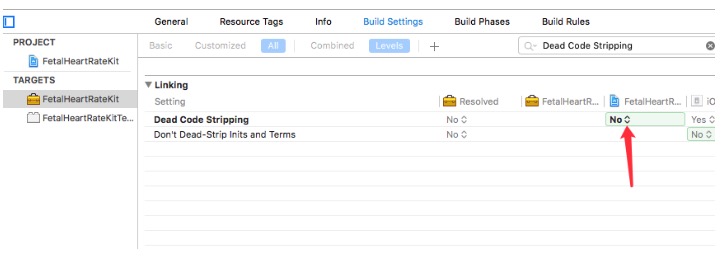 General Resource Tags Info Build Settings Build Phases Build Rules
PROJECT
FetalHeartRateKit
TARGETS
FetalHeartRateKit
FetalHeartRateKitTe...
Basic Customized All Combined Levels + Dead Code Stripping
Linking
Setting Resolved FetalHeartR... FetalHeartR... iO
Dead Code Stripping No No Yes
Don't Dead-Strip Inits and Terms No No